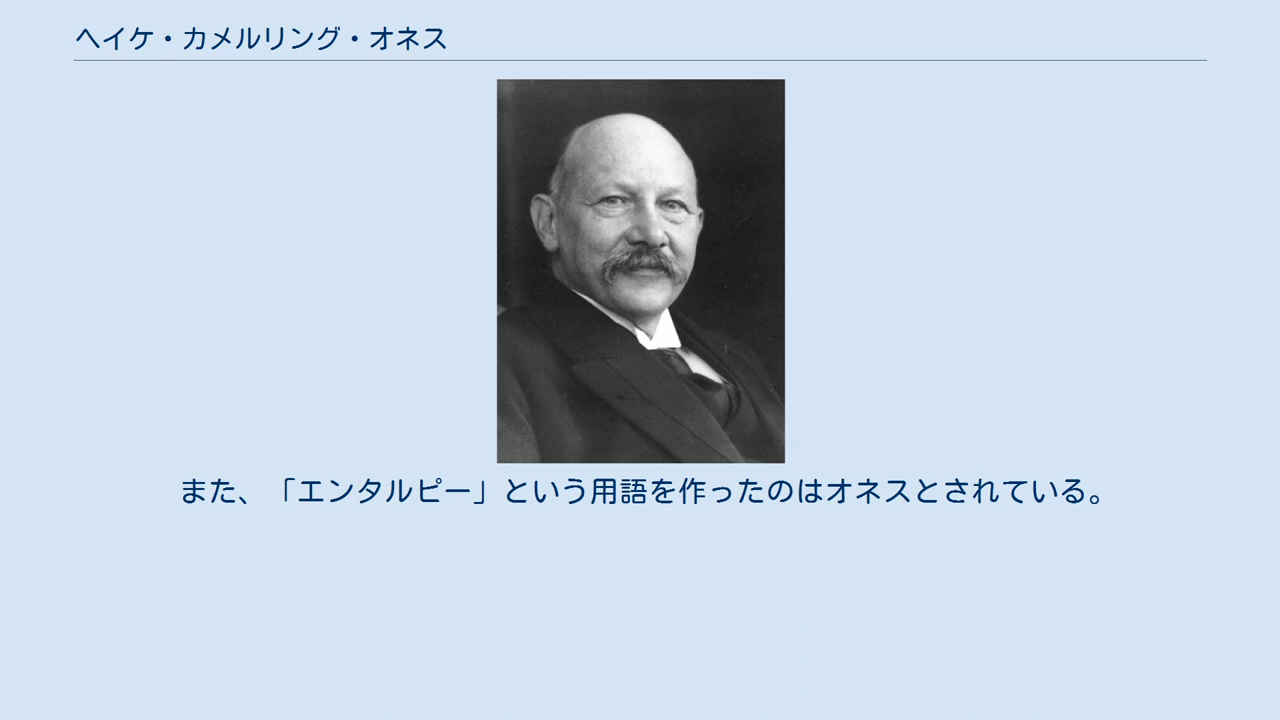 ヘイケ・カメルリング・オネス
また、「エンタルピー」という用語を作ったのはオネスとされている。